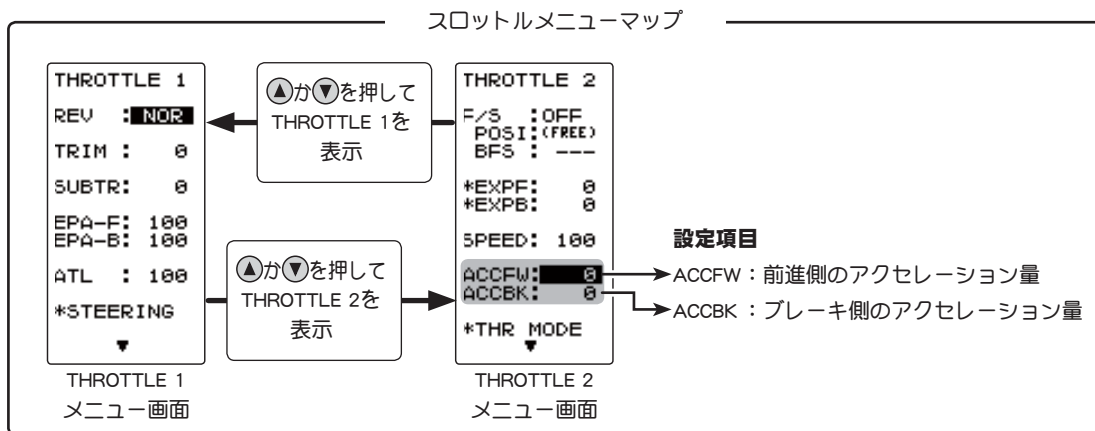 スロットルメニューマップ
THROTTLE 1
REV : NOR
TRIM : 0
SUBTR: 0
EPA-F: 100
EPA-B: 100
ATL : 100
*STEERING
▼
THROTTLE 1
メニュー画面
▲か▼を押して
THROTTLE 1を
表示
▲か▼を押して
THROTTLE 2を
表示
THROTTLE 2
F/S :OFF
POSI:(FREE)
BFS : ---
*EXPF: 0
*EXPB: 0
SPEED: 100
ACCFW: 0
ACCBK: 0
*THR MODE
▼
THROTTLE 2
メニュー画面
設定項目
ACCFW：前進側のアクセレーション量
ACCBK：ブレーキ側のアクセレーション量